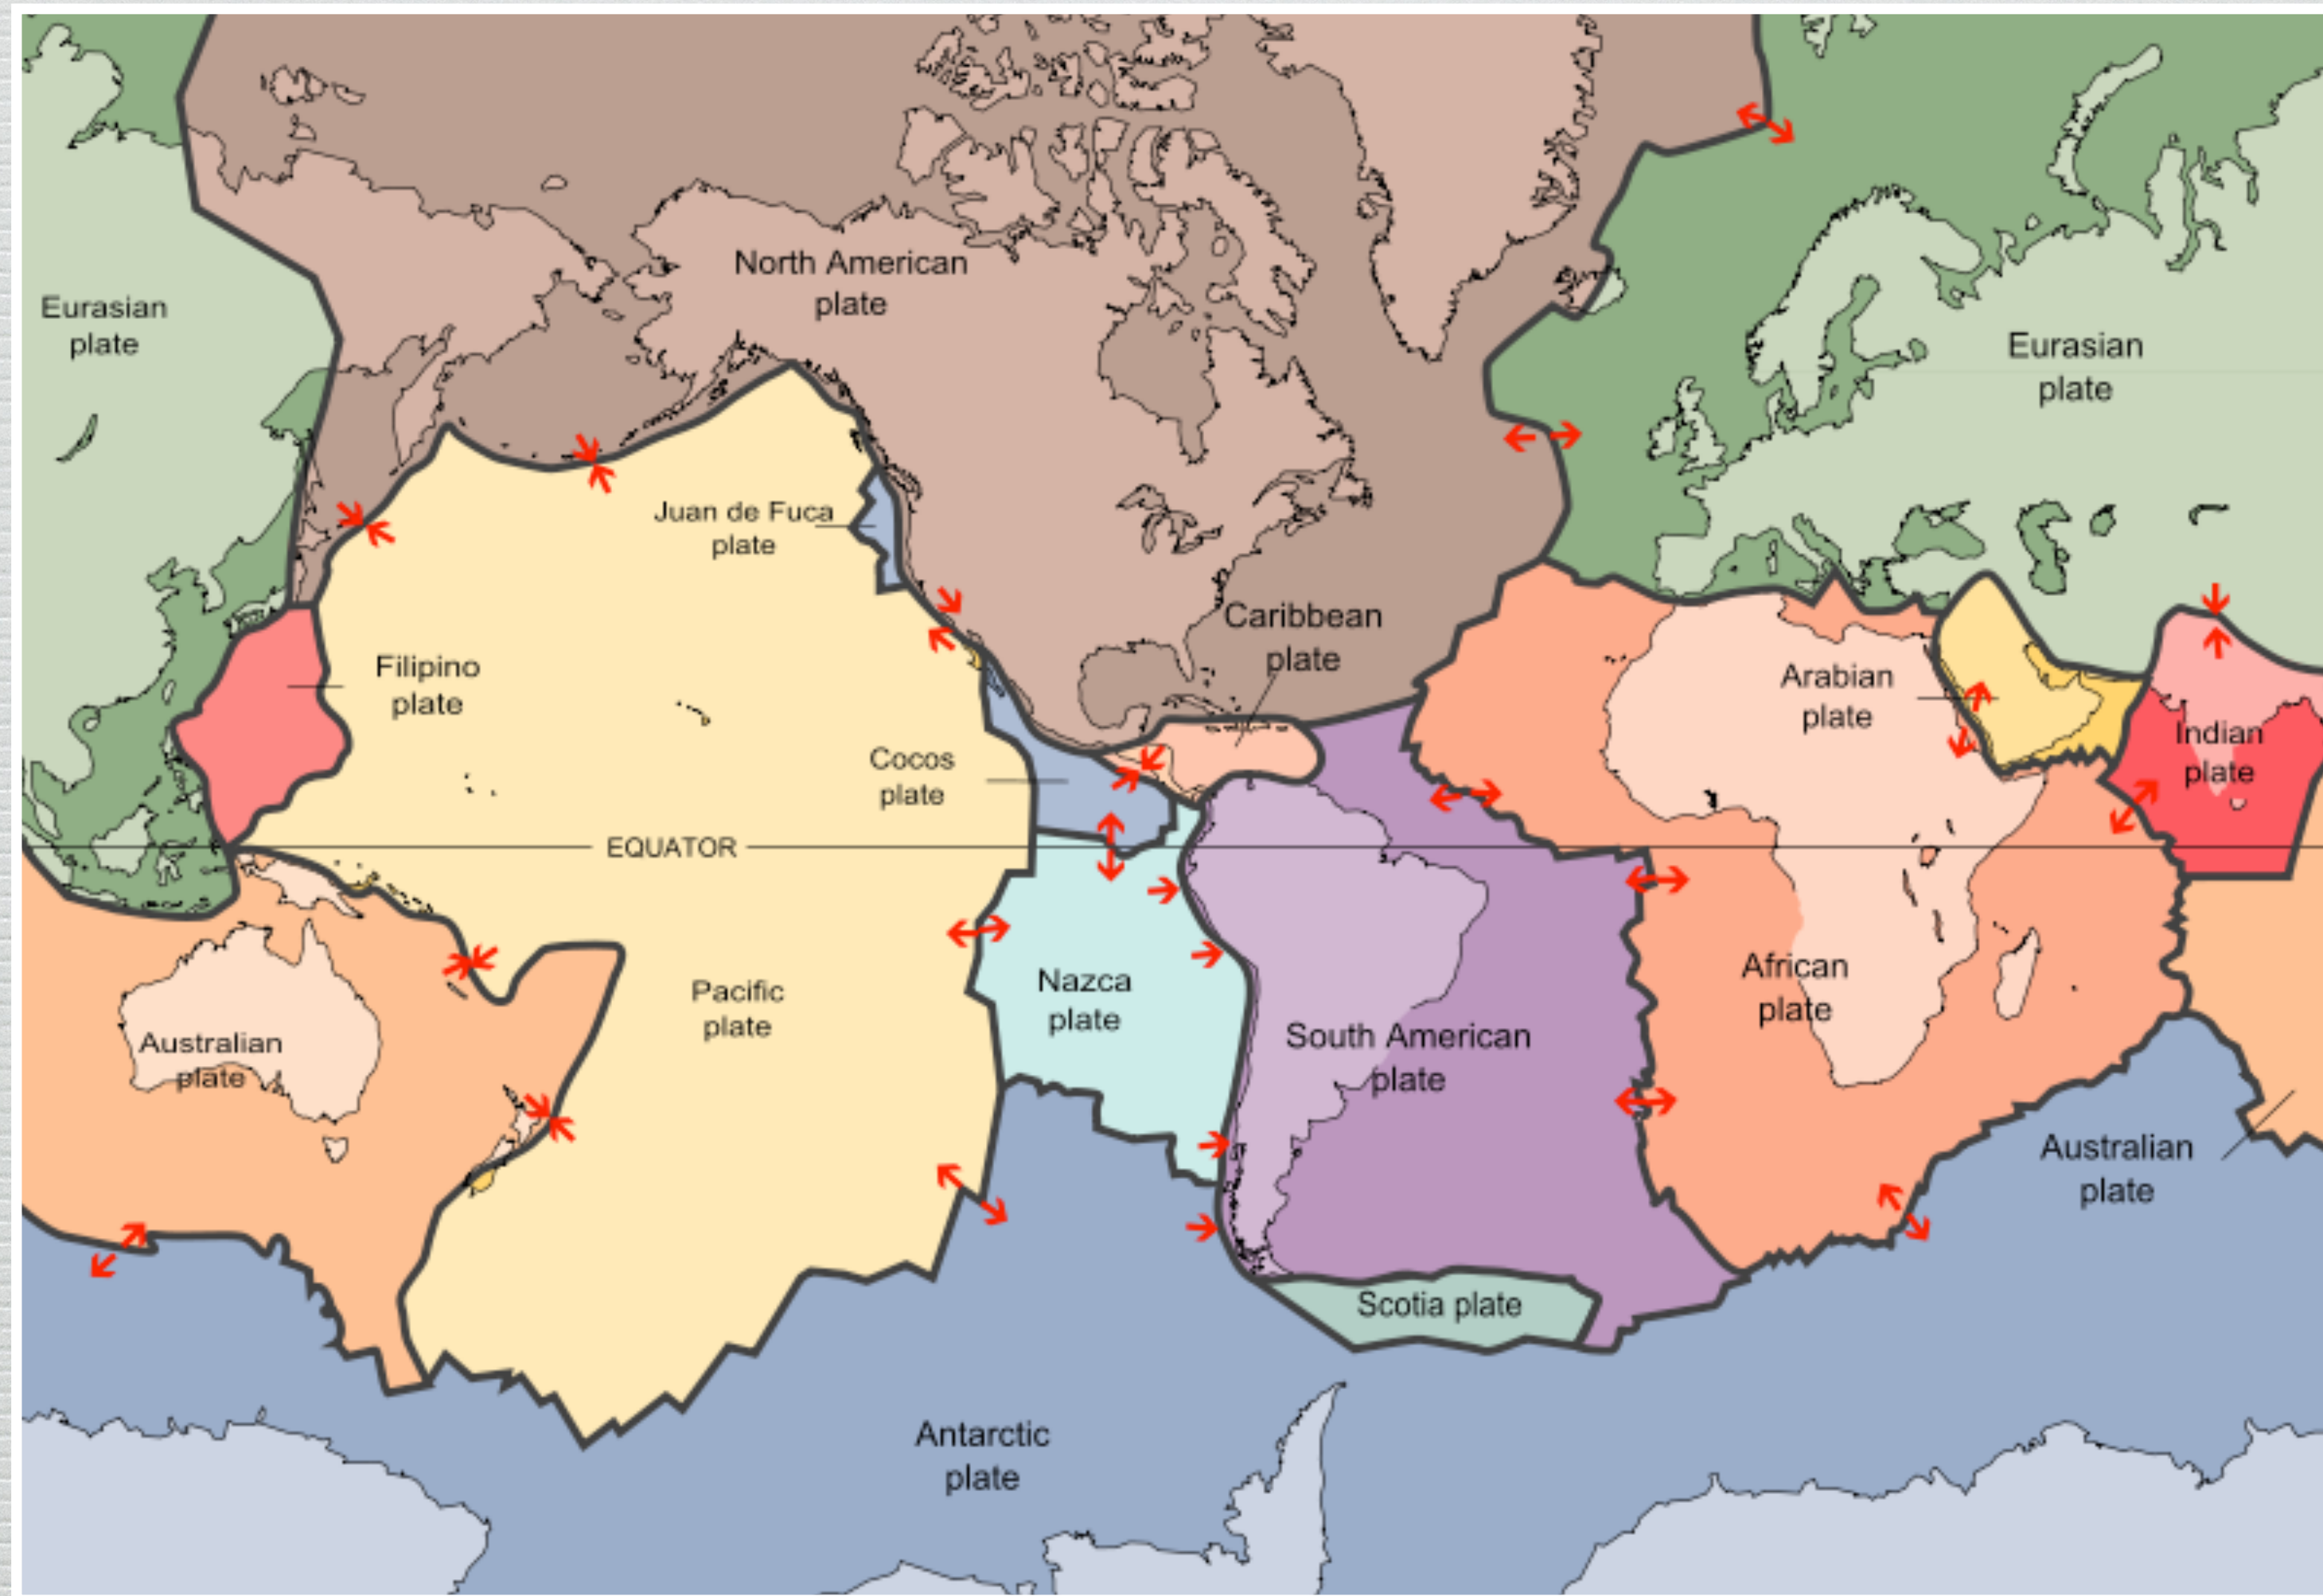 North American
plate
Eurasian
plate
Eurasian
plate
Juan de Fuca
plate
Caribbean
plate
Filipino
plate
Arabian
plate
Indian
plate
Cocos
plate
EQUATOR
Nazca
plate
African
plate
Pacific
plate
South American
plate
Australian
plate
Australian
plate
Scotia plate
Antarctic
plate